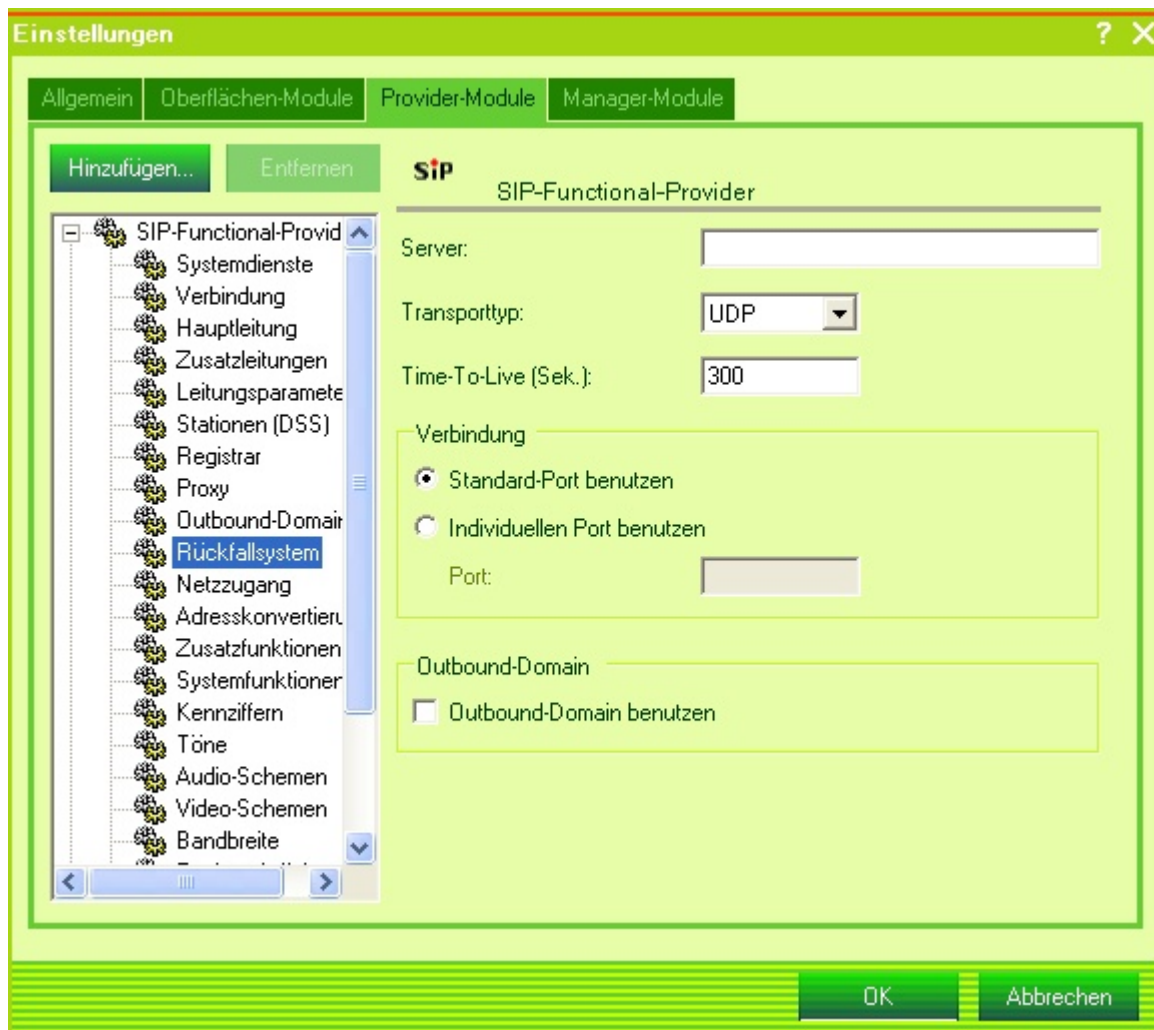 Einstellungen
?
Allgemein
Oberflächen-Module
Provider-Module
Manager-Module
Hinzufügen...
Entfernen
SIP-Functional-Provid
Systemdienste
Verbindung
Hauptleitung
Zusatzleitungen
Leitungsparamete
Stationen (DSS)
Registrar
Proxy
Outbound-Domain
Rückfallsystem
Netzzugang
Adresskonvertieru
Zusatzfunktionen
Systemfunktionen
Kennziffern
Töne
Audio-Schemen
Video-Schemen
Bandbreite
SiP
SIP-Functional-Provider
Server:
Transporttyp:
UDP
Time-To-Live (Sek.):
300
Verbindung
Standard-Port benutzen
Individuellen Port benutzen
Port:
Outbound-Domain
Outbound-Domain benutzen
OK
Abbrechen